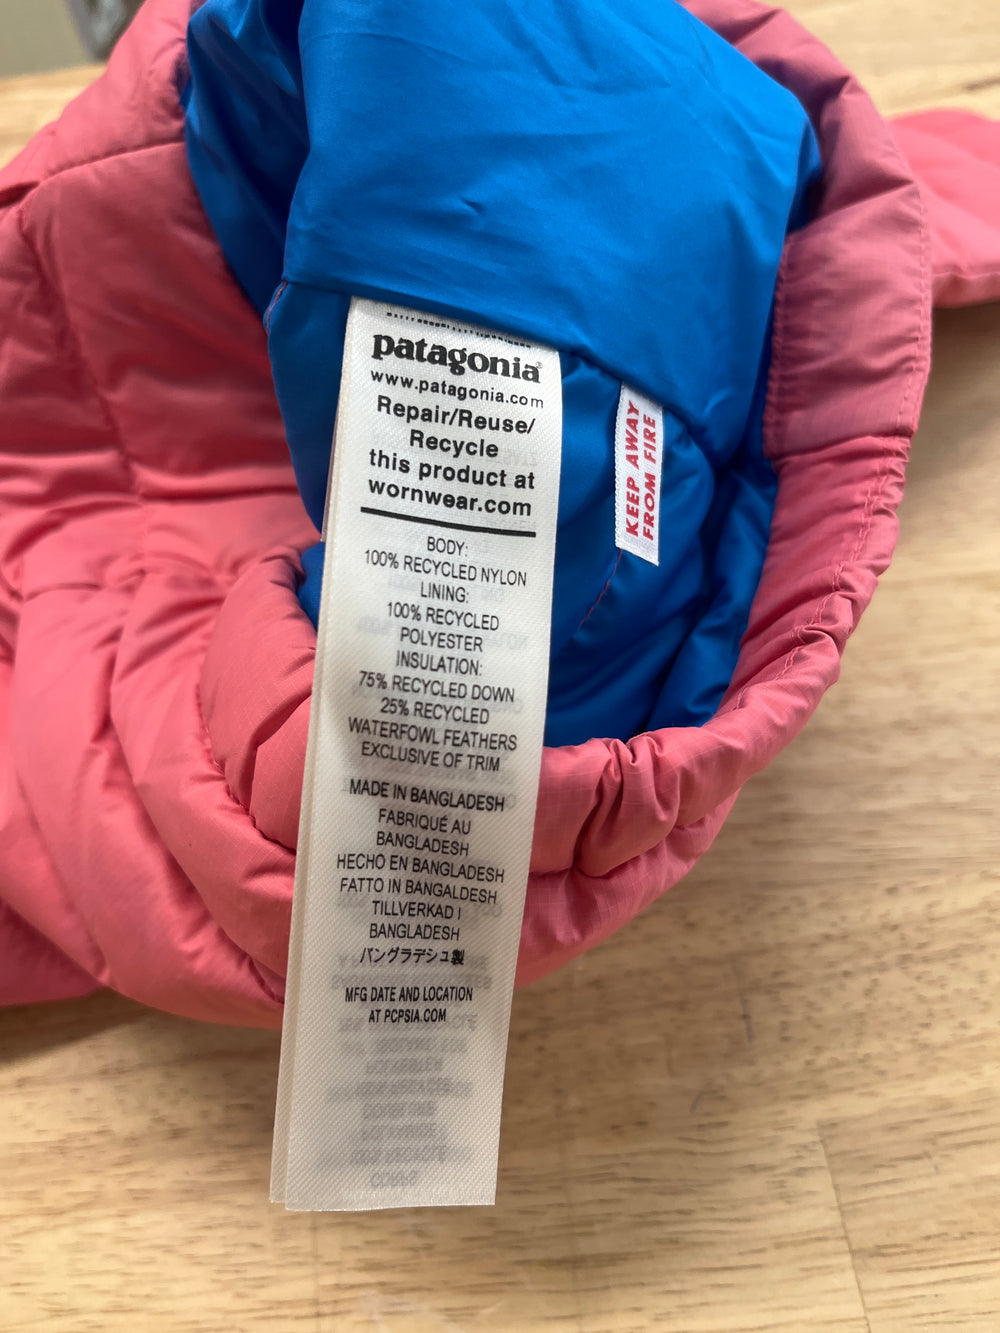 patagonia®
www.patagonia.com
Repair/Reuse/
Recycle
this product at
wornwear.com
BODY:
100% RECYCLED NYLON
LINING:
100% RECYCLED
POLYESTER
INSULATION:
75% RECYCLED DOWN
25% RECYCLED
WATERFOWL FEATHERS
EXCLUSIVE OF TRIM
MADE IN BANGLADESH
FABRIQUÉ AU
BANGLADESH
HECHO EN BANGLADESH
FATTO IN BANGALDESH
TILLVERKAD I
BANGLADESH
バングラデシュ製
MFG DATE AND LOCATION
AT PCPSIA.COM
KEEP AWAY
FROM FIRE